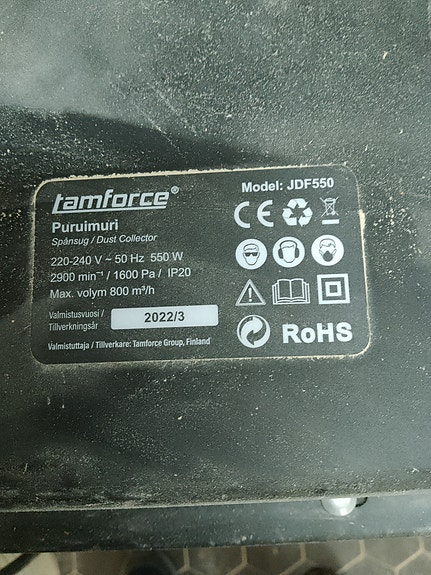 tamforce®
Model: JDF550
Puruimuri
Spånsug / Dust Collector
220-240 V ~ 50 Hz 550 W
2900 min⁻¹ / 1600 Pa / IP20
Max. volym 800 m³/h
Valmistusvuosi /
Tillverkningsår
2022/3
Valmistuttaja / Tillverkare: Tamforce Group, Finland
CE
RoHS